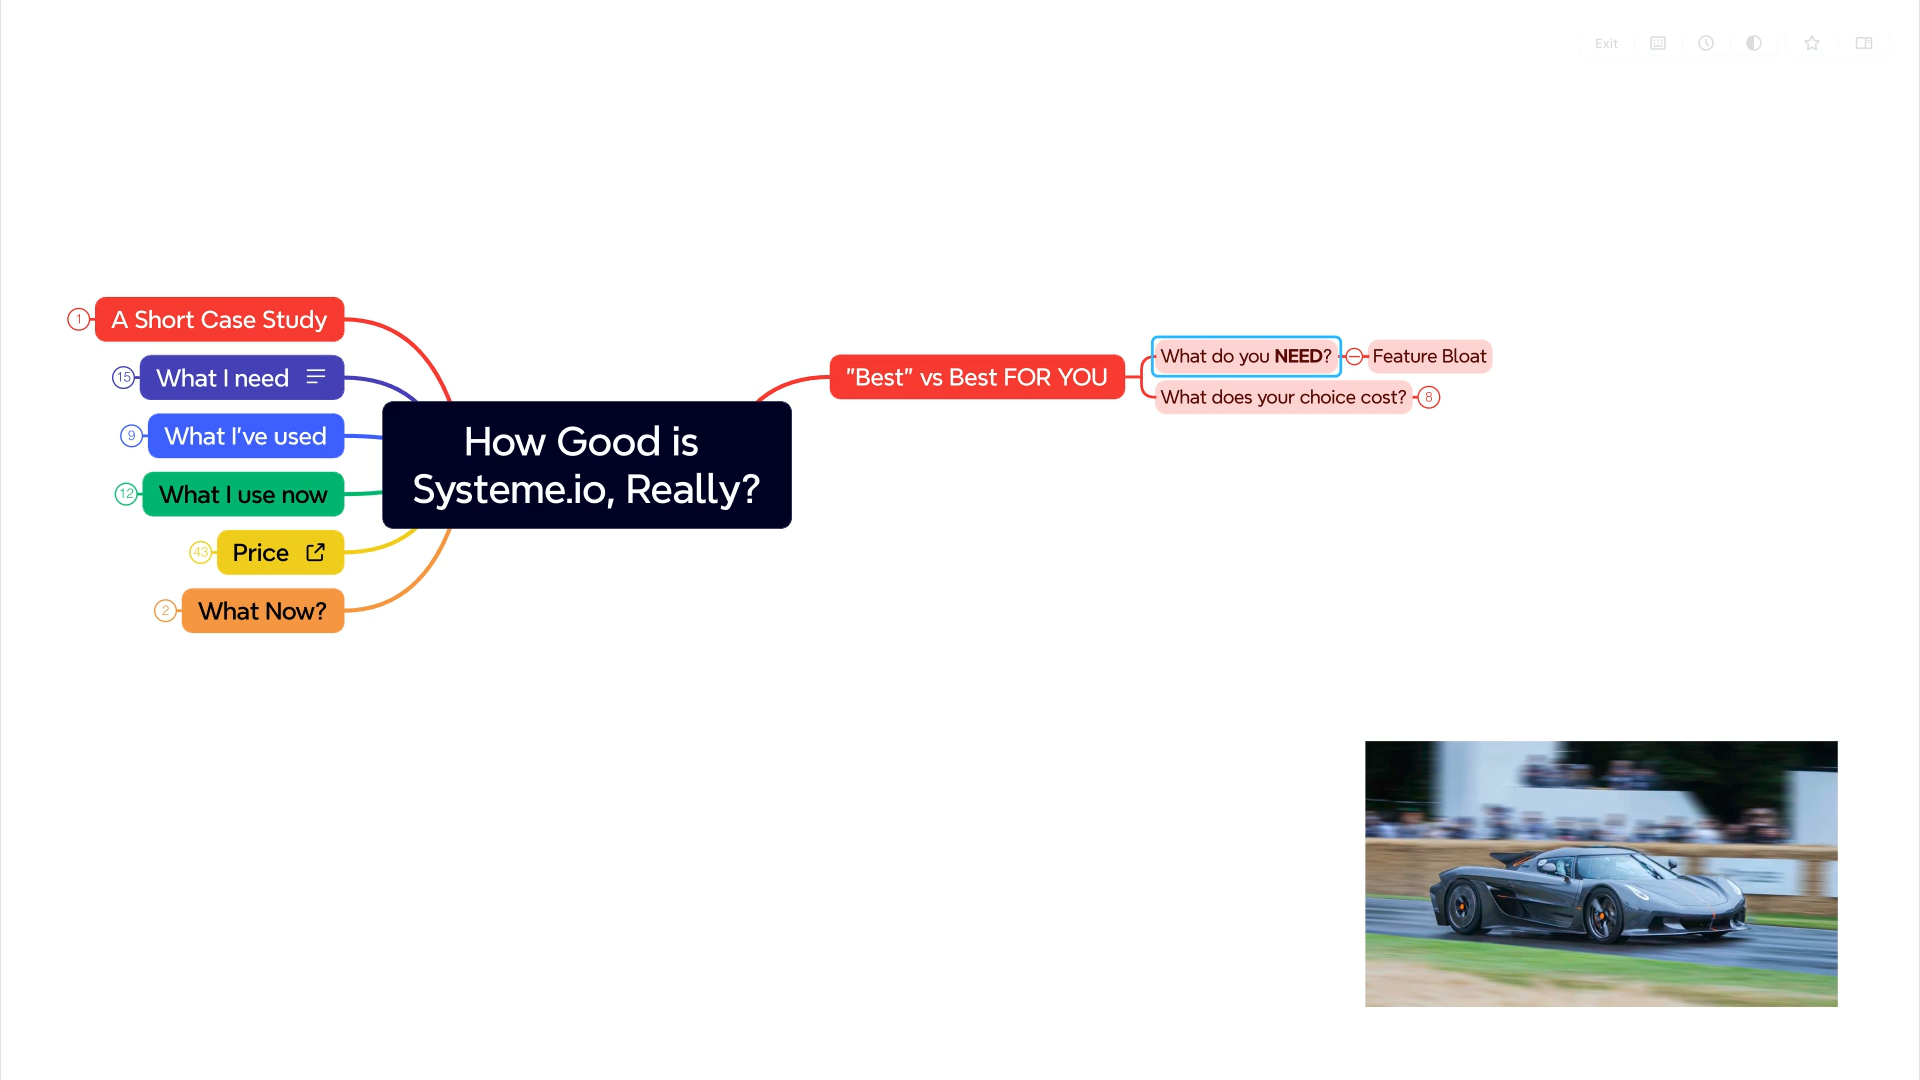 Exit
1
A Short Case Study
15
What I need
9
What I've used
12
What I use now
43
Price
2
What Now?
How Good is
Systeme.io, Really?
"Best" vs Best FOR YOU
What do you NEED?
Feature Bloat
What does your choice cost?
8